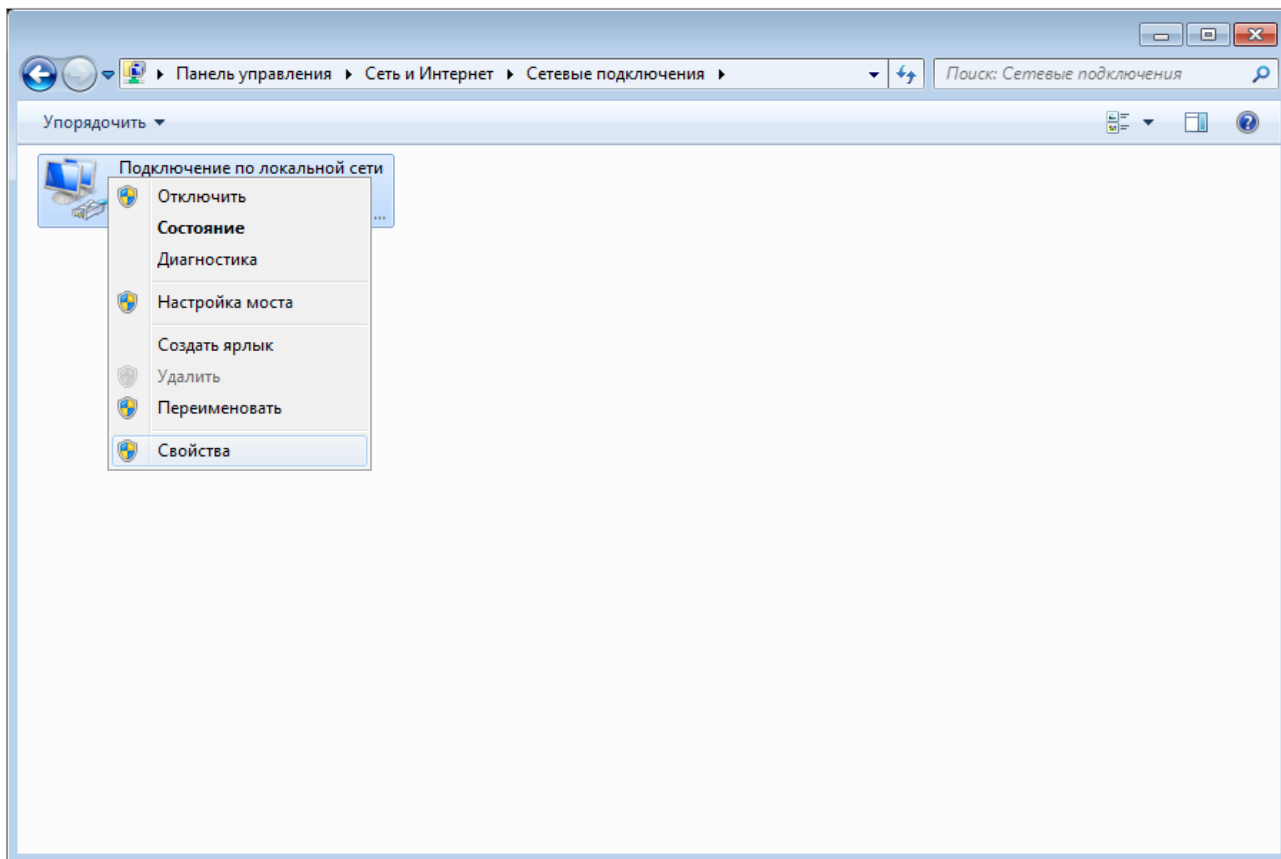 Панель управления Сеть и Интернет Сетевые подключения Поиск: Сетевые подключения
Упорядочить
Подключение по локальной сети
...
Отключить
Состояние
Диагностика
Настройка моста
Создать ярлык
Удалить
Переименовать
Свойства